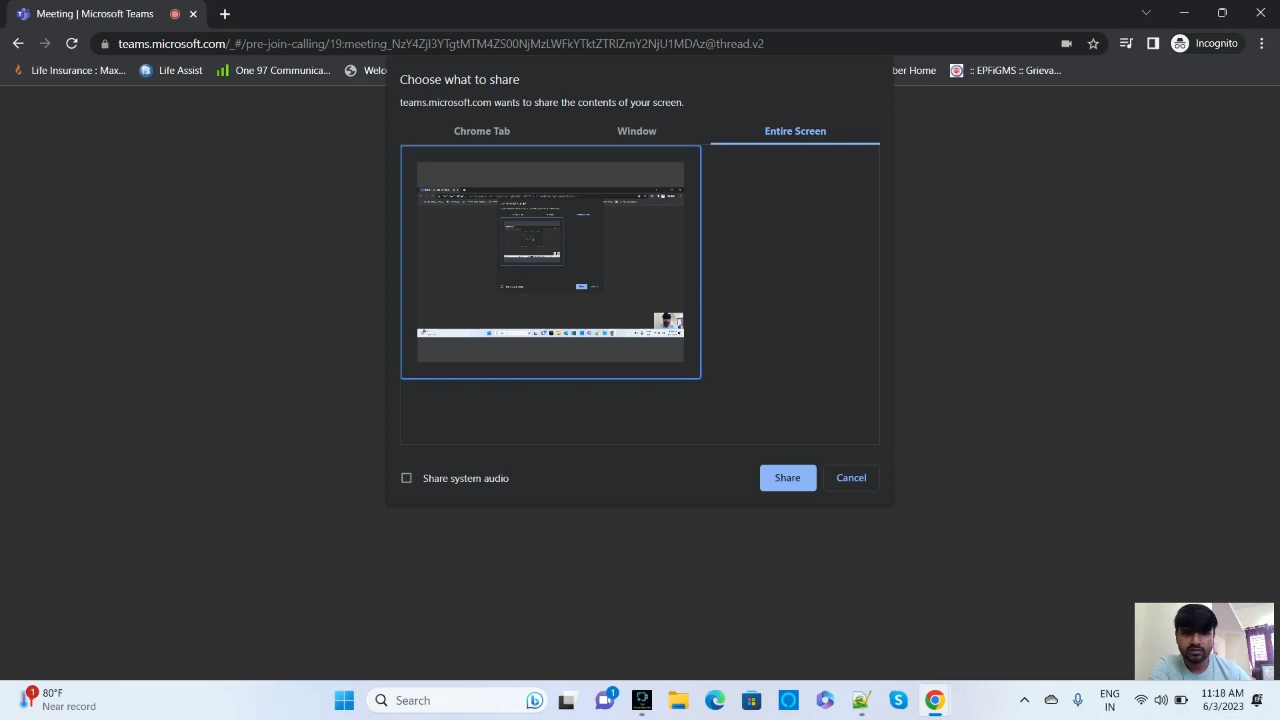 Meeting | Microsoft Teams
teams.microsoft.com/_#/pre-join-calling/19:meeting_NzY4ZjI3YTgtMTM4ZS00NjMzLWFkYTktZTRlZmY2NjU1MDAz@thread.v2
Incognito
Life Insurance : Max...
Life Assist
One 97 Communica...
Welc
ber Home
:: EPFiGMS :: Grieva...
Choose what to share
teams.microsoft.com wants to share the contents of your screen.
Chrome Tab
Window
Entire Screen
Share system audio
Share
Cancel
1
80°F
Near record
Search
1
ENG
IN
11:18 AM
6/3/2023